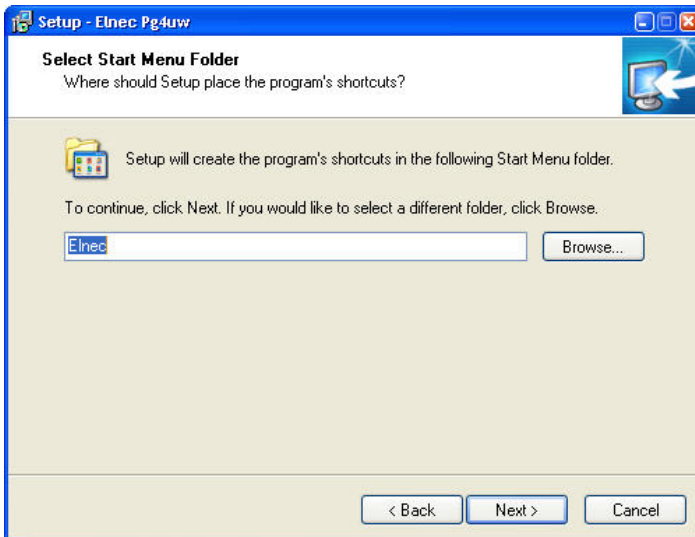 Setup - Elnec Pg4uw
Select Start Menu Folder
Where should Setup place the program's shortcuts?
Setup will create the program's shortcuts in the following Start Menu folder.
To continue, click Next. If you would like to select a different folder, click Browse.
Elnec
Browse...
< Back
Next >
Cancel